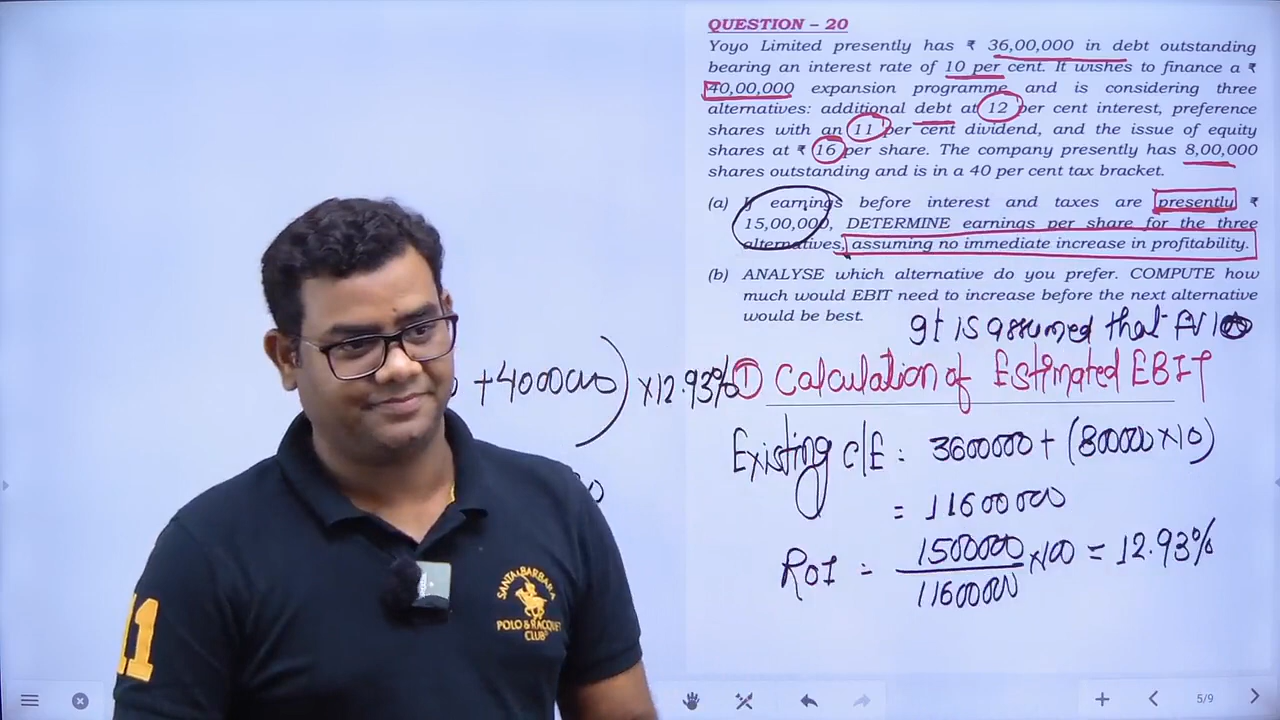 QUESTION – 20
Yoyo Limited presently has ₹ 36,00,000 in debt outstanding
bearing an interest rate of 10 per cent. It wishes to finance a ₹
40,00,000 expansion programme and is considering three
alternatives: additional debt at 12 per cent interest, preference
shares with an 11 per cent dividend, and the issue of equity
shares at ₹ 16 per share. The company presently has 8,00,000
shares outstanding and is in a 40 per cent tax bracket.
(a) If earnings before interest and taxes are presently ₹
15,00,000, DETERMINE earnings per share for the three
alternatives, assuming no immediate increase in profitability.
(b) ANALYSE which alternative do you prefer. COMPUTE how
much would EBIT need to increase before the next alternative
would be best.
It is assumed that FV 10
+4000000) ×12.93%
① Calculation of Estimated EBIT
Existing C/E = 3600000 + (800000×10)
= 11600000
ROI = 1500000 / 11600000 ×100 = 12.93%
SANTA BARBARA
POLO & RACQUET
CLUB
11
5/9